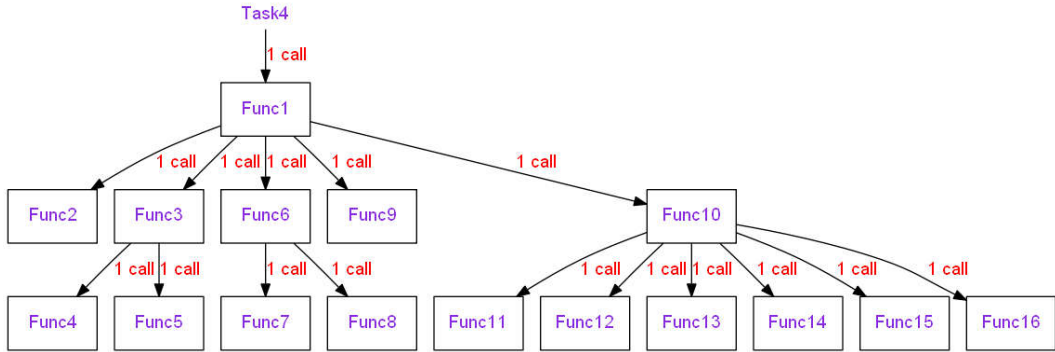 Task4
1 call
Func1
1 call 1 call 1 call 1 call 1 call
Func2 Func3 Func6 Func9 Func10
1 call 1 call 1 call 1 call 1 call 1 call 1 call 1 call 1 call 1 call
Func4 Func5 Func7 Func8 Func11 Func12 Func13 Func14 Func15 Func16